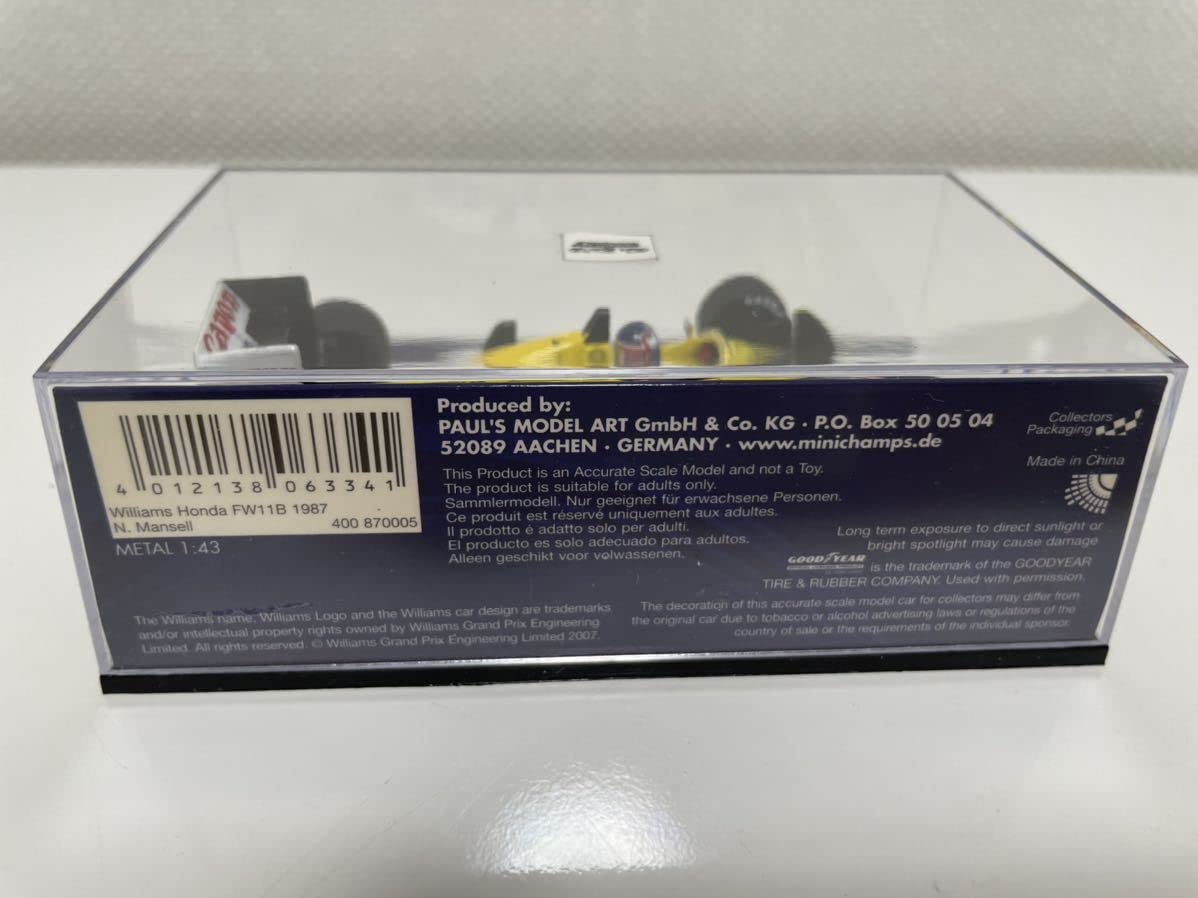 Canon
4 012138 063341
Williams Honda FW11B 1987
N. Mansell 400 870005
METAL 1:43
Produced by:
PAUL'S MODEL ART GmbH & Co. KG · P.O. Box 50 05 04
52089 AACHEN · GERMANY · www.minichamps.de
This Product is an Accurate Scale Model and not a Toy.
The product is suitable for adults only.
Sammlermodell. Nur geeignet für erwachsene Personen.
Ce produit est réservé uniquement aux adultes.
Il prodotto é adatto solo per adulti.
El producto es solo adecuado para adultos.
Alleen geschikt voor volwassenen.
Collectors
Packaging
Made in China
Long term exposure to direct sunlight or
bright spotlight may cause damage
GOODYEAR is the trademark of the GOODYEAR
TIRE & RUBBER COMPANY. Used with permission.
The Williams name, Williams Logo and the Williams car design are trademarks
and/or intellectual property rights owned by Williams Grand Prix Engineering
Limited. All rights reserved. © Williams Grand Prix Engineering Limited 2007.
The decoration of this accurate scale model car for collectors may differ from
the original car due to tobacco or alcohol advertising laws or regulations of the
country of sale or the requirements of the individual sponsor.